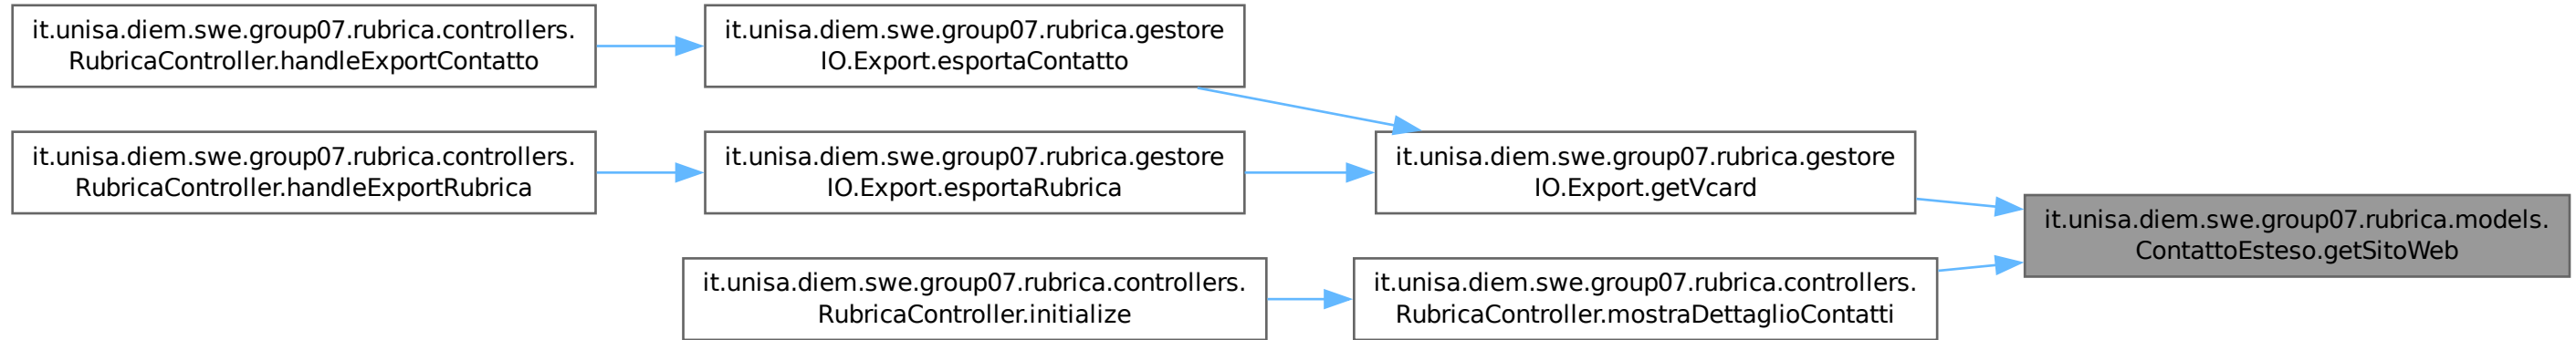 it.unisa.diem.swe.group07.rubrica.controllers.
RubricaController.handleExportContatto
it.unisa.diem.swe.group07.rubrica.gestore
IO.Export.esportaContatto
it.unisa.diem.swe.group07.rubrica.controllers.
RubricaController.handleExportRubrica
it.unisa.diem.swe.group07.rubrica.gestore
IO.Export.esportaRubrica
it.unisa.diem.swe.group07.rubrica.gestore
IO.Export.getVcard
it.unisa.diem.swe.group07.rubrica.models.
ContattoEsteso.getSitoWeb
it.unisa.diem.swe.group07.rubrica.controllers.
RubricaController.initialize
it.unisa.diem.swe.group07.rubrica.controllers.
RubricaController.mostraDettaglioContatti